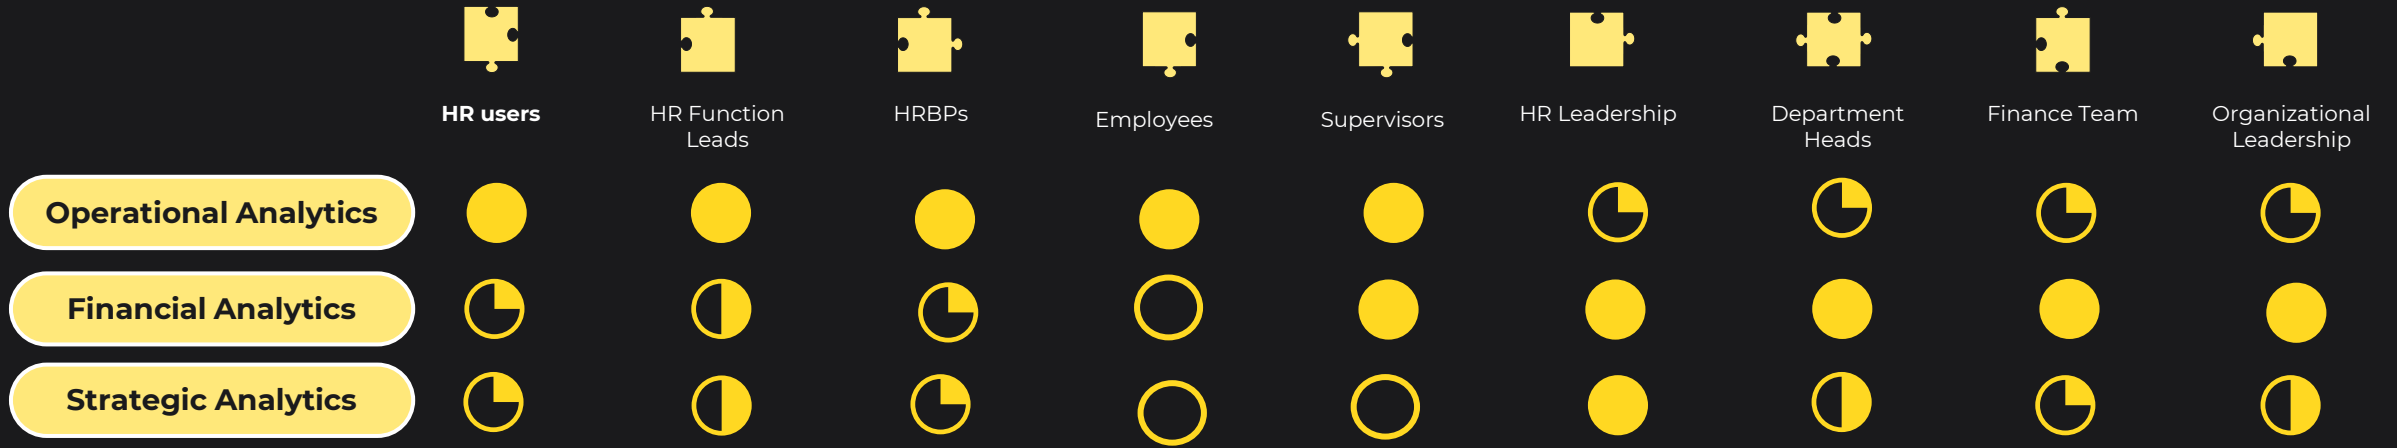 HR users
HR Function
Leads
HRBPs
Employees
Supervisors
HR Leadership
Department
Heads
Finance Team
Organizational
Leadership
Operational Analytics
Financial Analytics
Strategic Analytics